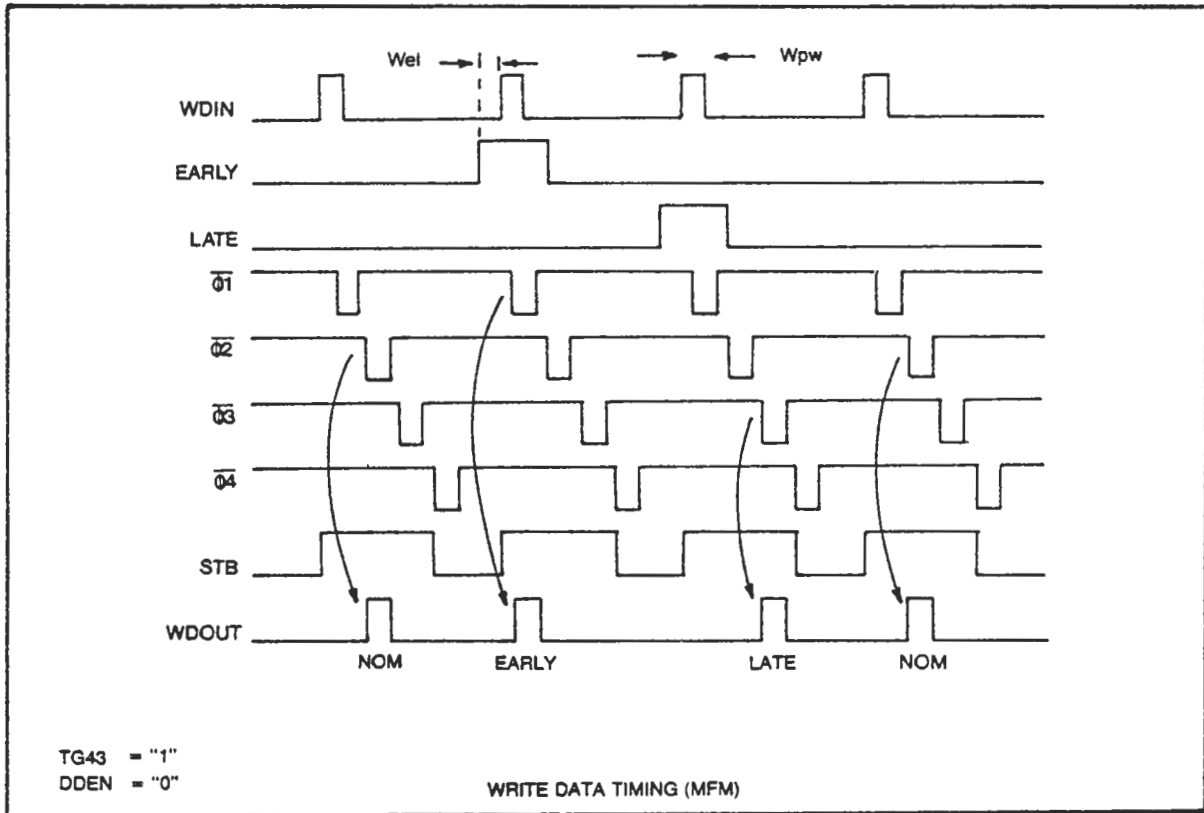 Wel
Wpw
WDIN
EARLY
LATE
φ1
φ2
φ3
φ4
STB
WDOUT
NOM EARLY LATE NOM
TG43 = "1"
DDEN = "0"
WRITE DATA TIMING (MFM)